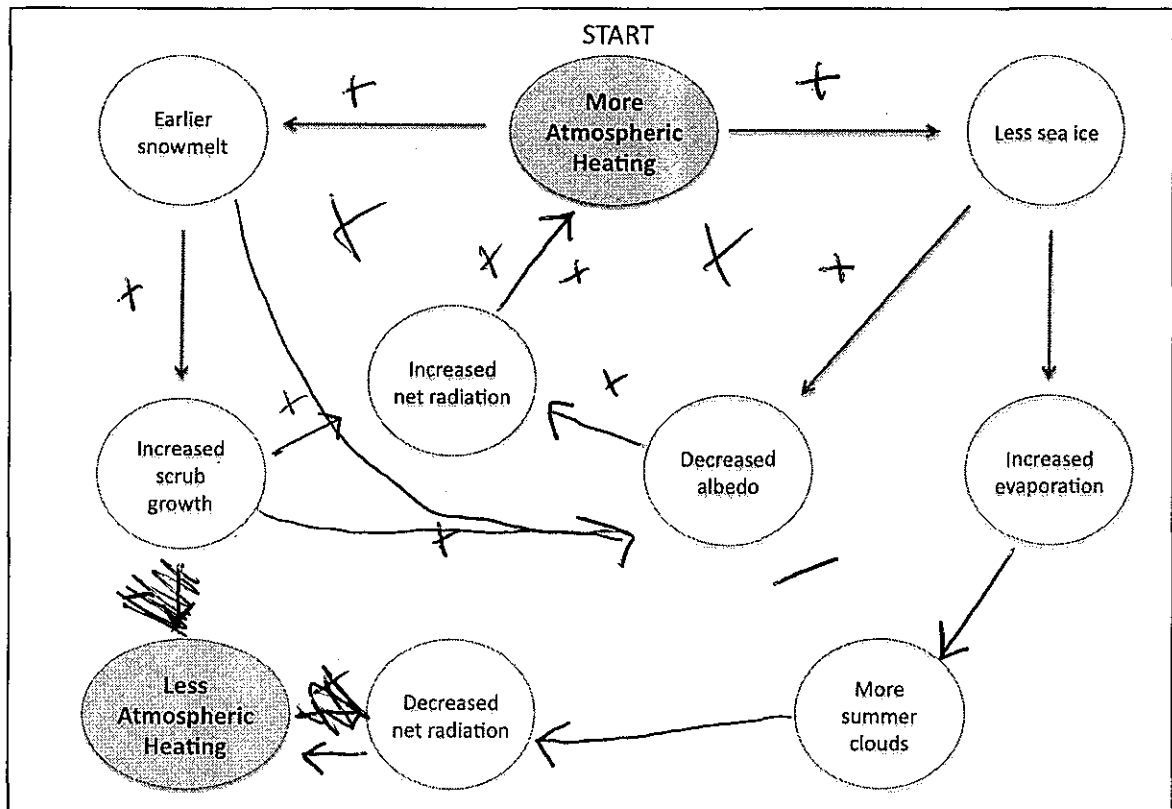 START
More
Atmospheric
Heating
Earlier
snowmelt
Less sea ice
+
+
+
+
+
+
+
+
+
+
+
-
Increased
net radiation
Increased
scrub
growth
Decreased
albedo
Increased
evaporation
Less
Atmospheric
Heating
Decreased
net radiation
More
summer
clouds